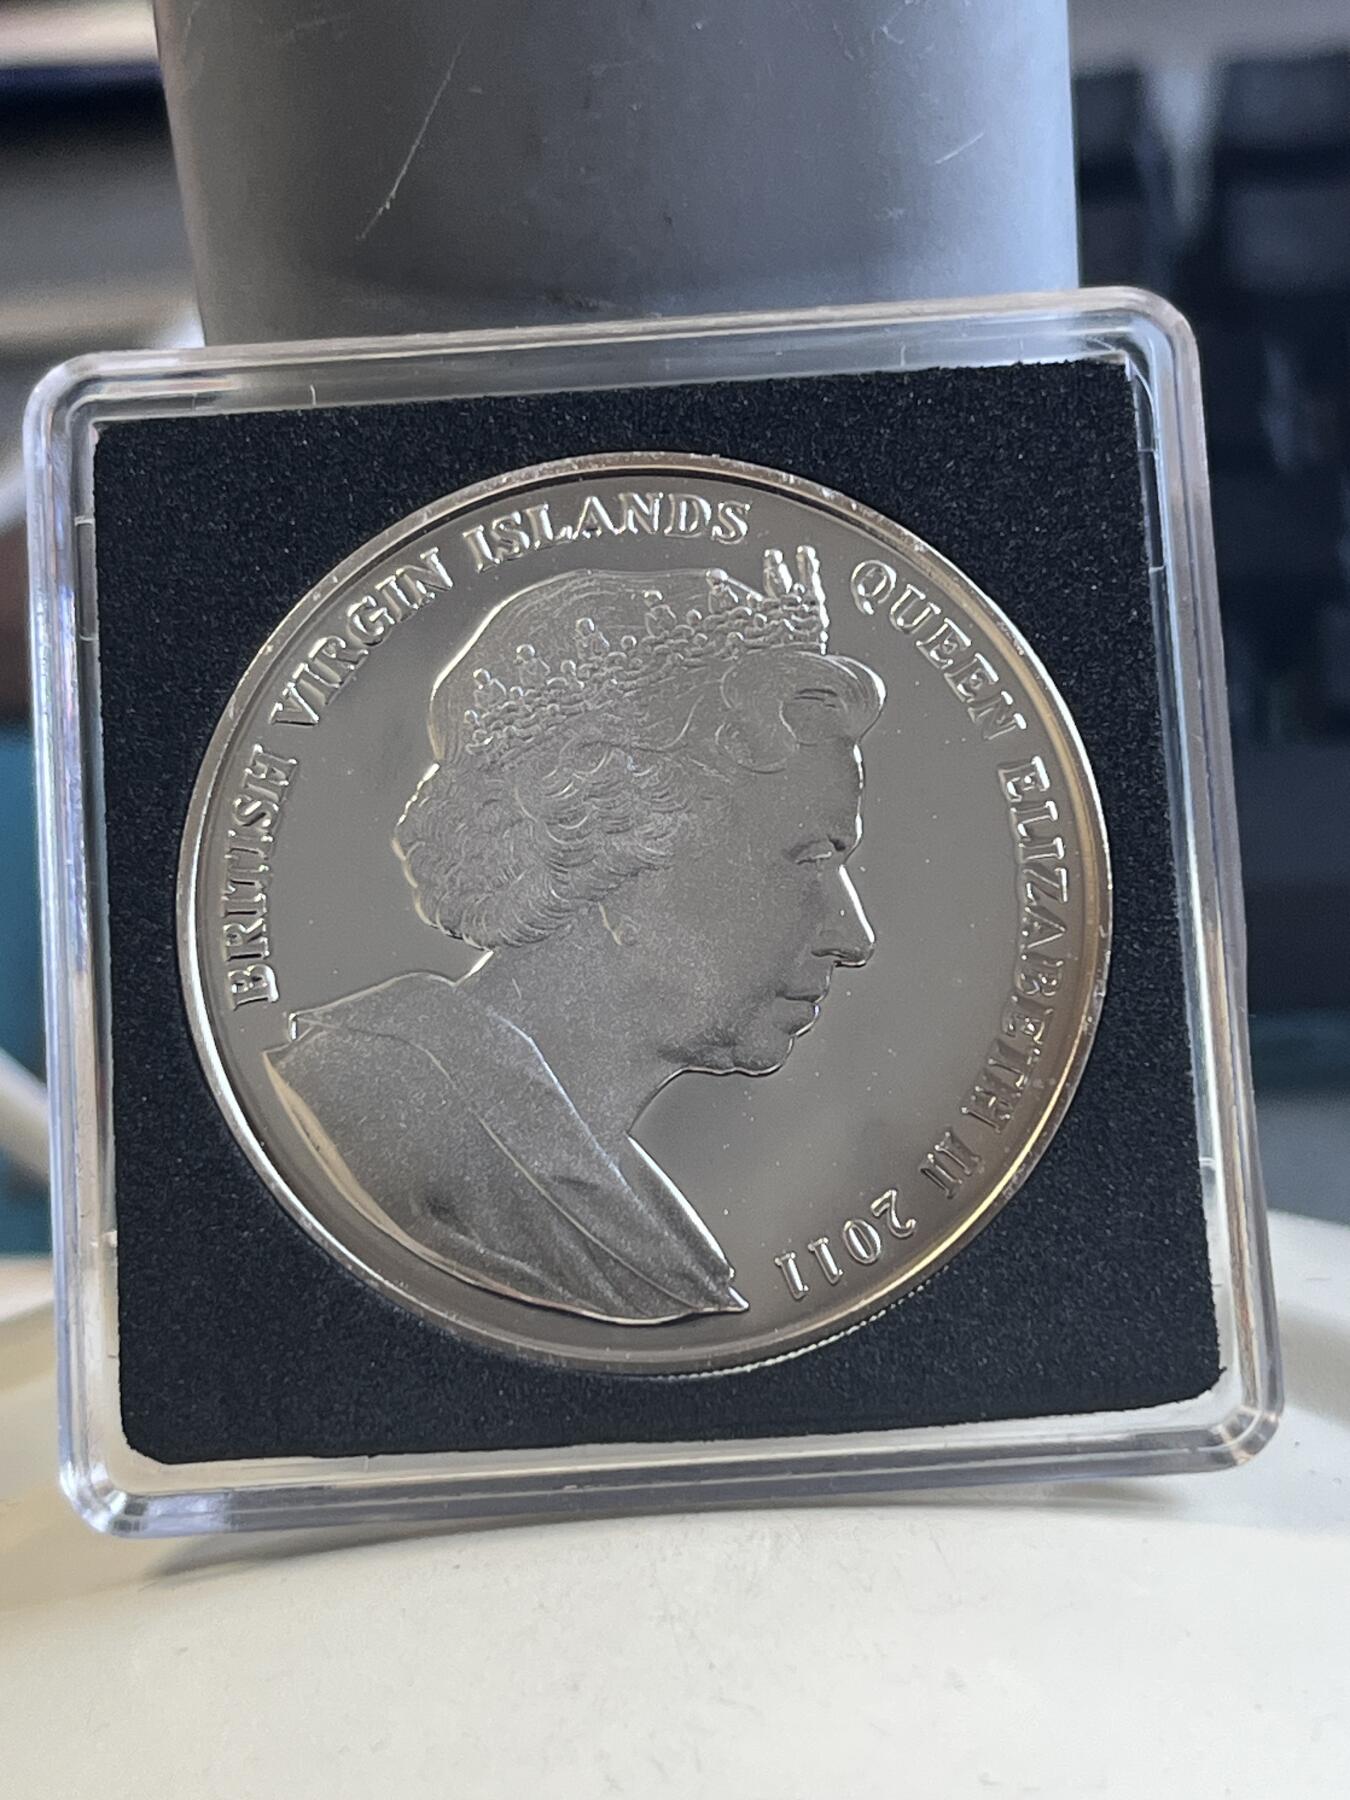 BRITISH VIRGIN ISLANDS QUEEN ELIZABETH II 2011